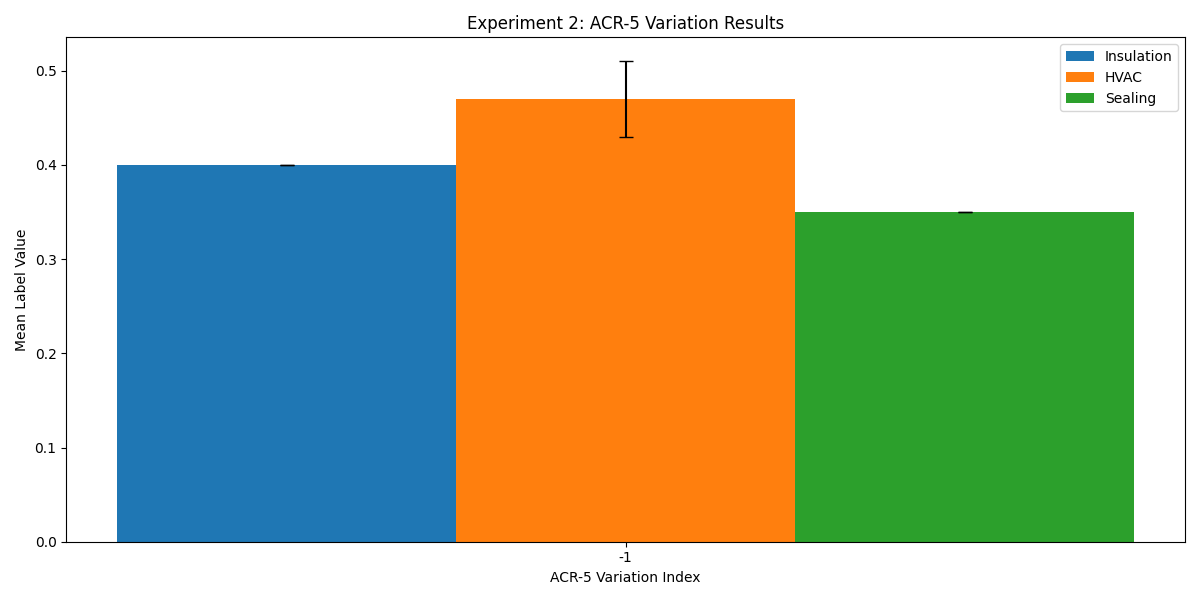 Experiment 2: ACR-5 Variation Results
Insulation
HVAC
Sealing
Mean Label Value
0.5
0.4
0.3
0.2
0.1
0.0
-1
ACR-5 Variation Index